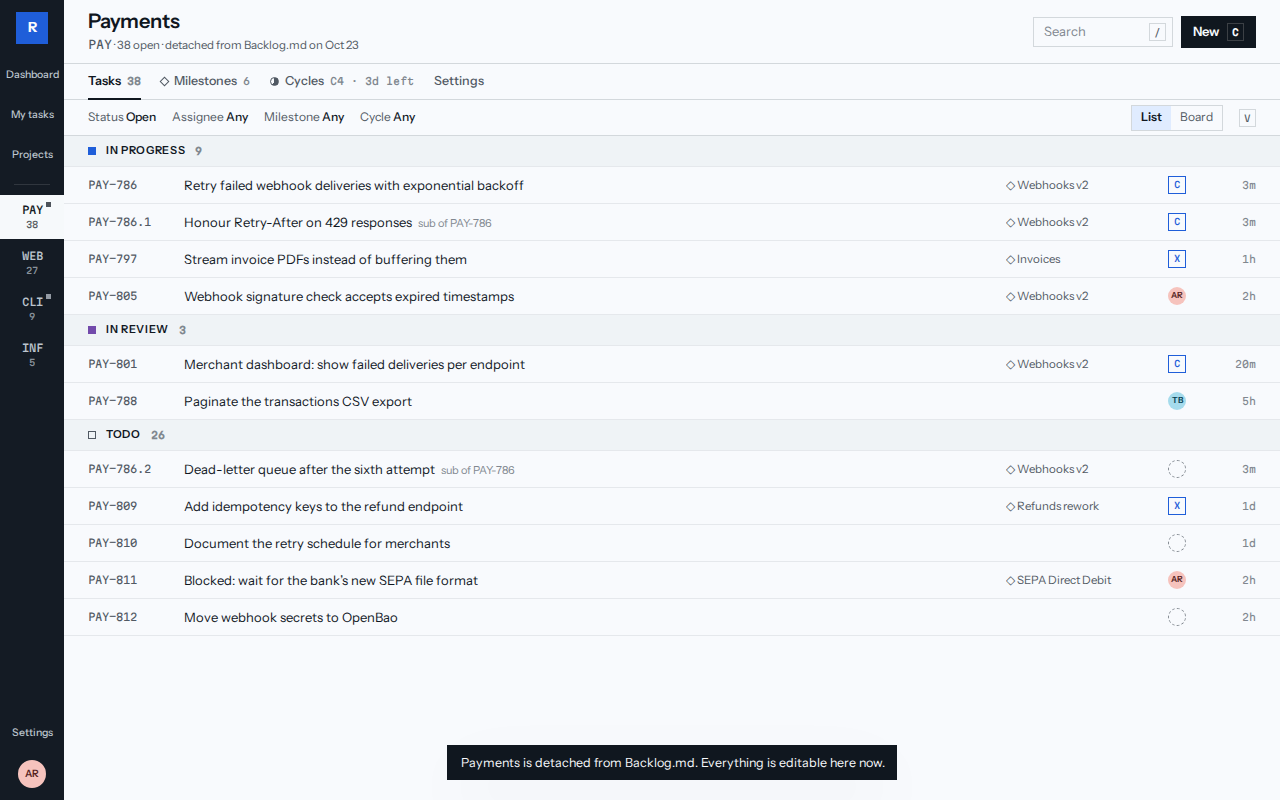 R
Dashboard
My tasks
Projects
PAY
38
WEB
27
CLI
9
INF
5
Settings
AR
Payments
PAY · 38 open · detached from Backlog.md on Oct 23
Search /
New C
Tasks 38 Milestones 6 Cycles C4 · 3d left Settings
Status Open Assignee Any Milestone Any Cycle Any List Board V
IN PROGRESS 9
PAY-786 Retry failed webhook deliveries with exponential backoff Webhooks v2 C 3m
PAY-786.1 Honour Retry-After on 429 responses sub of PAY-786 Webhooks v2 C 3m
PAY-797 Stream invoice PDFs instead of buffering them Invoices X 1h
PAY-805 Webhook signature check accepts expired timestamps Webhooks v2 AR 2h
IN REVIEW 3
PAY-801 Merchant dashboard: show failed deliveries per endpoint Webhooks v2 C 20m
PAY-788 Paginate the transactions CSV export TB 5h
TODO 26
PAY-786.2 Dead-letter queue after the sixth attempt sub of PAY-786 Webhooks v2 3m
PAY-809 Add idempotency keys to the refund endpoint Refunds rework X 1d
PAY-810 Document the retry schedule for merchants 1d
PAY-811 Blocked: wait for the bank’s new SEPA file format SEPA Direct Debit AR 2h
PAY-812 Move webhook secrets to OpenBao 2h
Payments is detached from Backlog.md. Everything is editable here now.